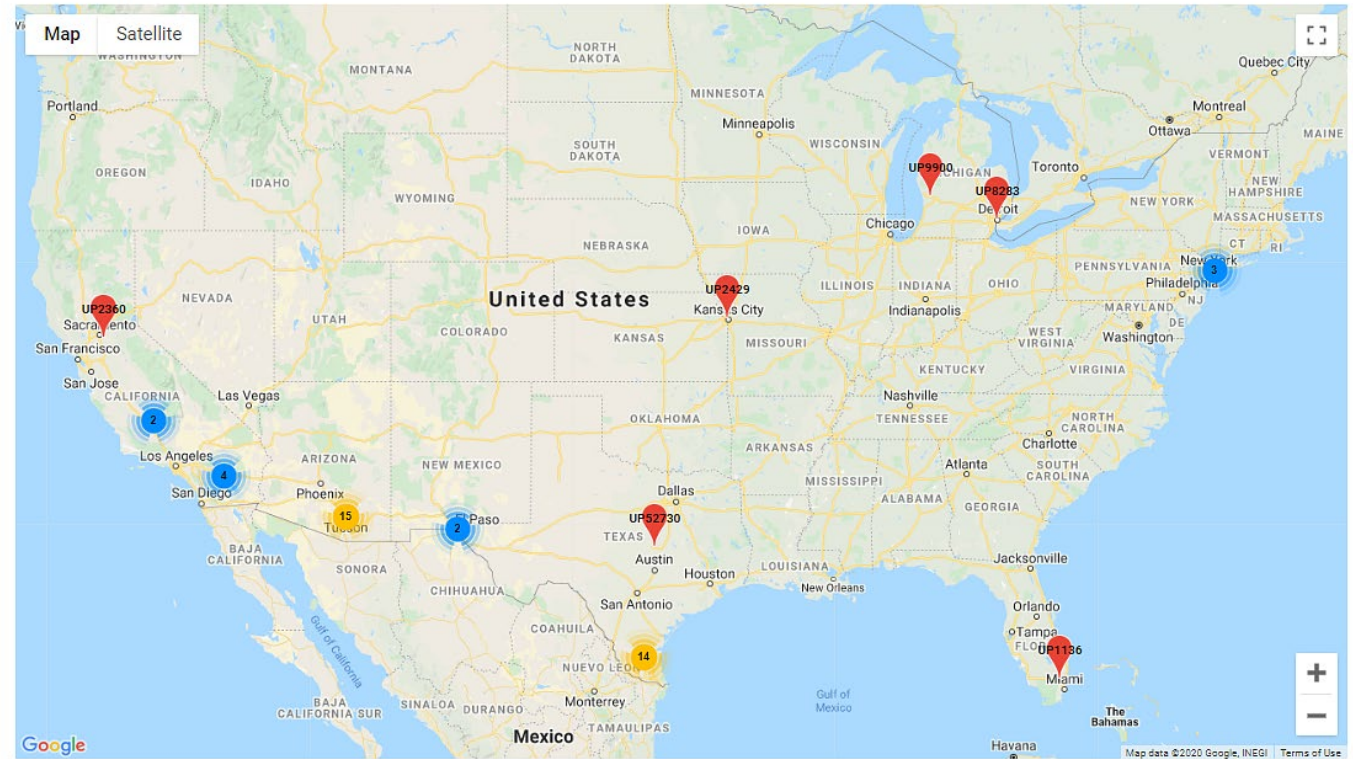 Map
Satellite
WASHINGTON
MONTANA
NORTH
DAKOTA
Quebec City
MINNESOTA
Portland
Montreal
Minneapolis
Ottawa
MAINE
WISCONSIN
SOUTH
DAKOTA
VERMONT
OREGON
IDAHO
UP9900
CHIGAN
Toronto
UP8283
Detroit
NEW
HAMPSHIRE
WYOMING
NEW YORK
MASSACHUSETTS
Chicago
IOWA
NEBRASKA
CT
RI
New York
3
PENNSYLVANIA
UP2429
ILLINOIS
INDIANA
OHIO
Philadelphia
NEVADA
United States
NJ
UP2360
Kansas City
Indianapolis
MARYLAND
Sacramento
UTAH
COLORADO
DE
KANSAS
MISSOURI
WEST
VIRGINIA
Washington
San Francisco
KENTUCKY
VIRGINIA
San Jose
CALIFORNIA
Las Vegas
Nashville
2
OKLAHOMA
TENNESSEE
NORTH
CAROLINA
Charlotte
Los Angeles
ARIZONA
NEW MEXICO
ARKANSAS
Atlanta
SOUTH
CAROLINA
4
San Diego
Phoenix
Dallas
MISSISSIPPI
ALABAMA
GEORGIA
15
Tucson
2
El Paso
UP52730
TEXAS
BAJA
CALIFORNIA
SONORA
Austin
Houston
LOUISIANA
Jacksonville
CHIHUAHUA
New Orleans
San Antonio
Orlando
Gulf of California
COAHUILA
Tampa
FLO
UP1136
14
NUEVO LEON
Miami
BAJA
CALIFORNIA SUR
SINALOA
DURANGO
Monterrey
Gulf of
Mexico
The
Bahamas
Mexico
TAMAULIPAS
Havana
Google
Map data ©2020 Google, INEGI
Terms of Use